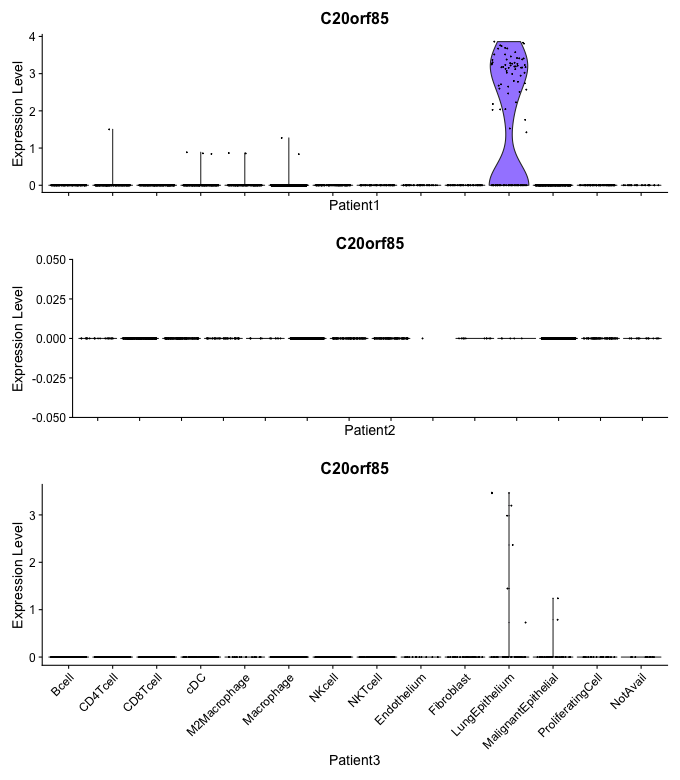 C20orf85
Expression Level
4
3
2
1
0
Patient1
C20orf85
Expression Level
0.050
0.025
0.000
-0.025
-0.050
Patient2
C20orf85
Expression Level
3
2
1
0
Bcell
CD4Tcell
CD8Tcell
cDC
M2Macrophage
Macrophage
NKcell
NKTcell
Endothelium
Fibroblast
LungEpithelium
MalignantEpithelial
ProliferatingCell
NotAvail
Patient3